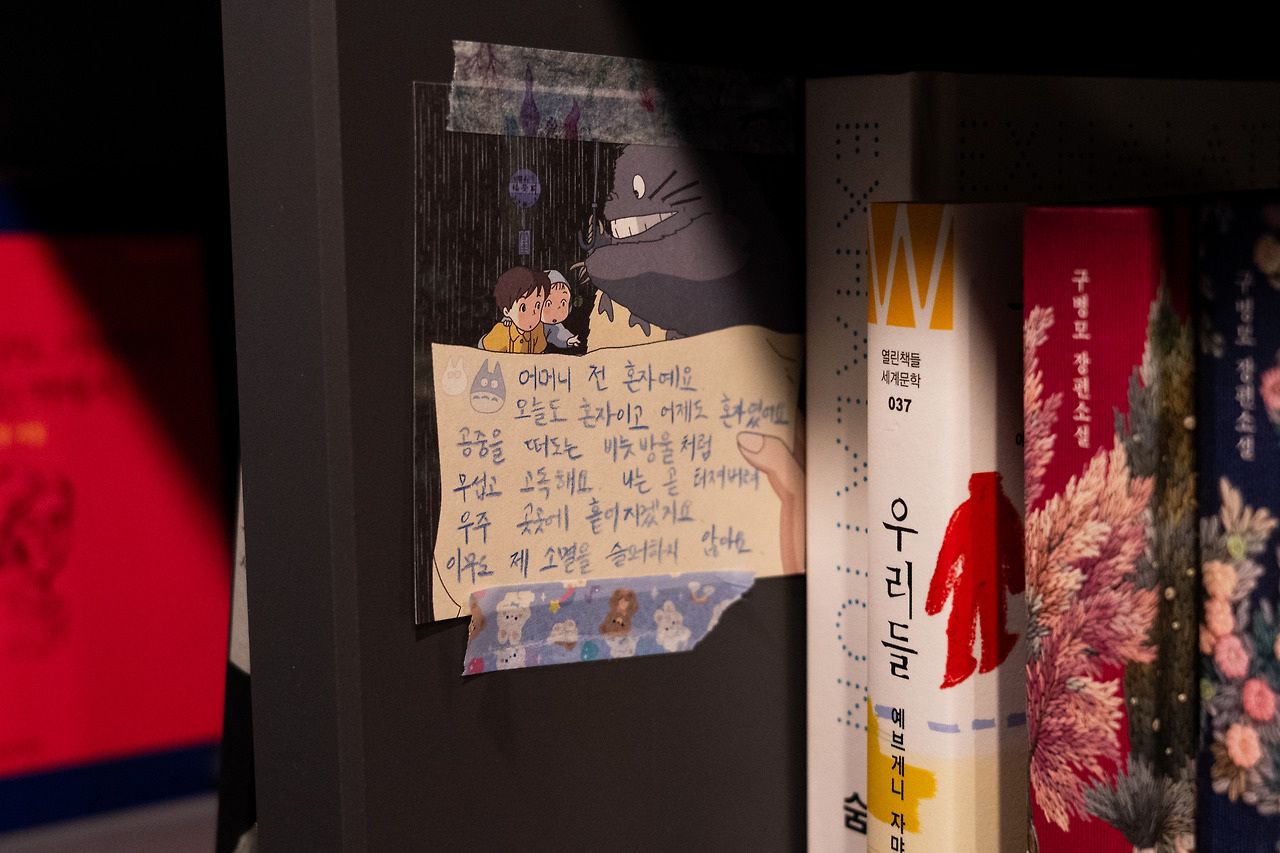 어머니 전 혼자예요
오늘도 혼자이고 어제도 혼자였어요
공중을 떠도는 비눗방울처럼
무섭고 고독해요 나는 곧 터져버려
우주 곳곳에 흩어지겠지요
아무도 제 소멸을 슬퍼하지 않아요
EXHALATION
숨
EXHALAT
W
열린책들
세계문학
037
우리들
예브게니 자먀
구병모 장편소설
구병모 장편소설